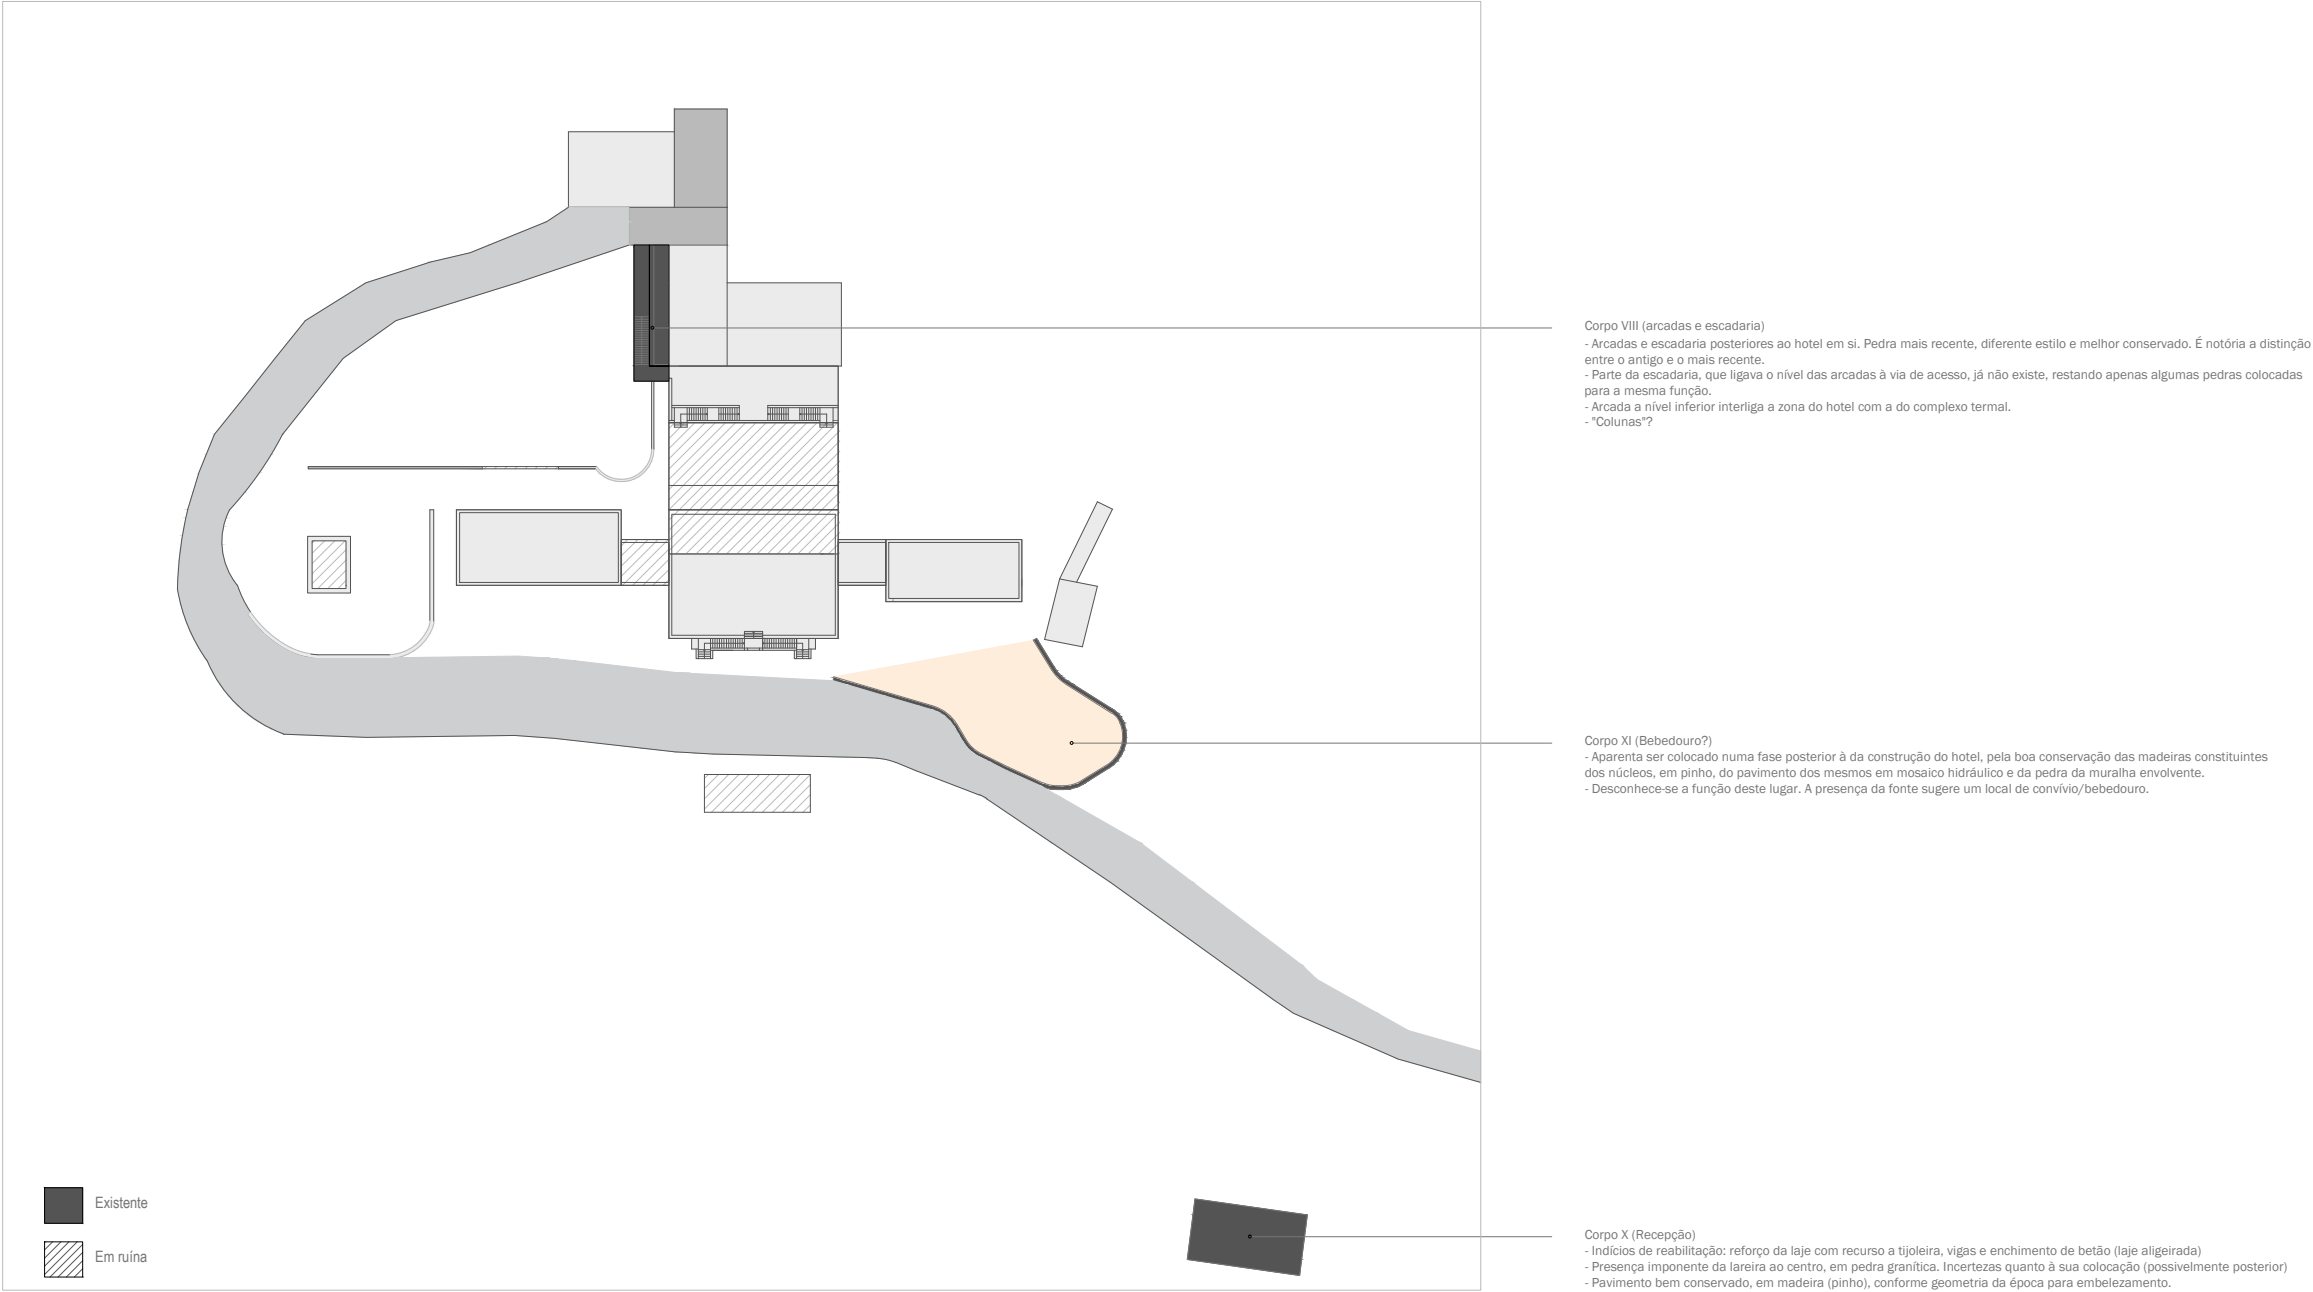 Corpo VIII (arcadas e escadaria)
- Arcadas e escadaria posteriores ao hotel em si. Pedra mais recente, diferente estilo e melhor conservado. É notória a distinção
entre o antigo e o mais recente.
- Parte da escadaria, que ligava o nível das arcadas à via de acesso, já não existe, restando apenas algumas pedras colocadas
para a mesma função.
- Arcada a nível inferior interliga a zona do hotel com a do complexo termal.
- "Colunas"?
Corpo XI (Bebedouro?)
- Aparenta ser colocado numa fase posterior à da construção do hotel, pela boa conservação das madeiras constituintes
dos núcleos, em pinho, do pavimento dos mesmos em mosaico hidráulico e da pedra da muralha envolvente.
- Desconhece-se a função deste lugar. A presença da fonte sugere um local de convívio/bebedouro.
Existente
Em ruína
Corpo X (Recepção)
- Indícios de reabilitação: reforço da laje com recurso a tijoleira, vigas e enchimento de betão (laje aligeirada)
- Presença imponente da lareira ao centro, em pedra granítica. Incertezas quanto à sua colocação (possivelmente posterior)
- Pavimento bem conservado, em madeira (pinho), conforme geometria da época para embelezamento.